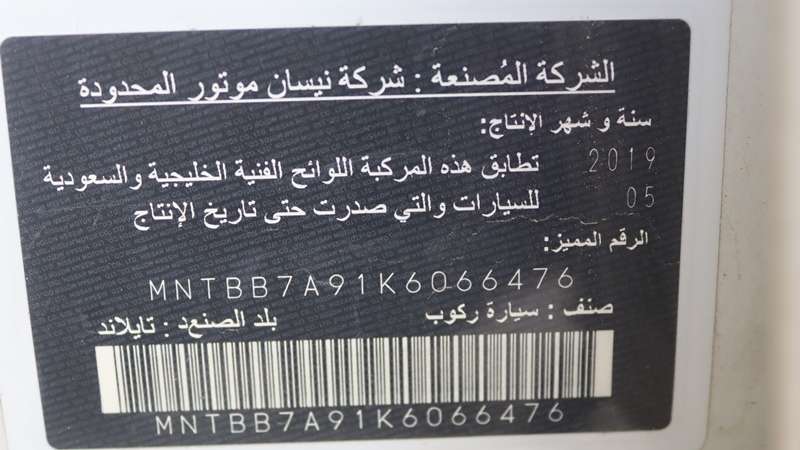 الشركة المُصنعة : شركة نيسان موتور المحدودة
سنة و شهر الإنتاج:
2019 تطابق هذه المركبة اللوائح الفنية الخليجية والسعودية
05 للسيارات والتي صدرت حتى تاريخ الإنتاج
الرقم المميز:
MNTBB7A91K6066476
صنف : سيارة ركوب بلد الصنعد : تايلاند
MNTBB7A91K6066476